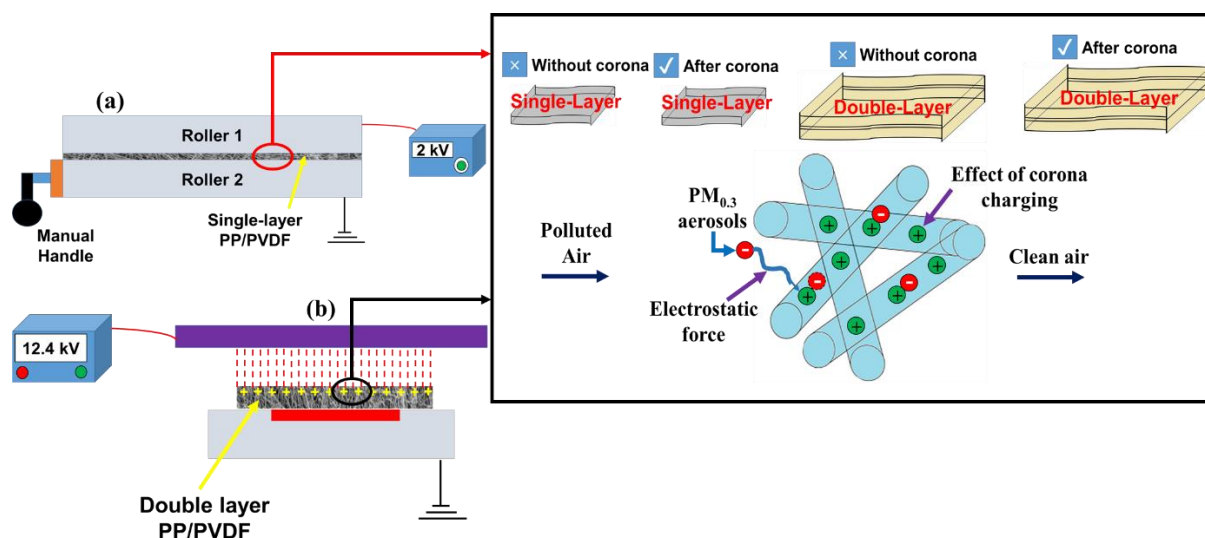 (a)
Roller 1
Roller 2
2 kV
Manual
Handle
Single-layer
PP/PVDF
(b)
12.4 kV
Double layer
PP/PVDF
× Without corona
✓ After corona
× Without corona
✓ After corona
Single-Layer
Single-Layer
Double-Layer
Double-Layer
Polluted
Air
PM0.3
aerosols
Electrostatic
force
Effect of corona
charging
Clean air